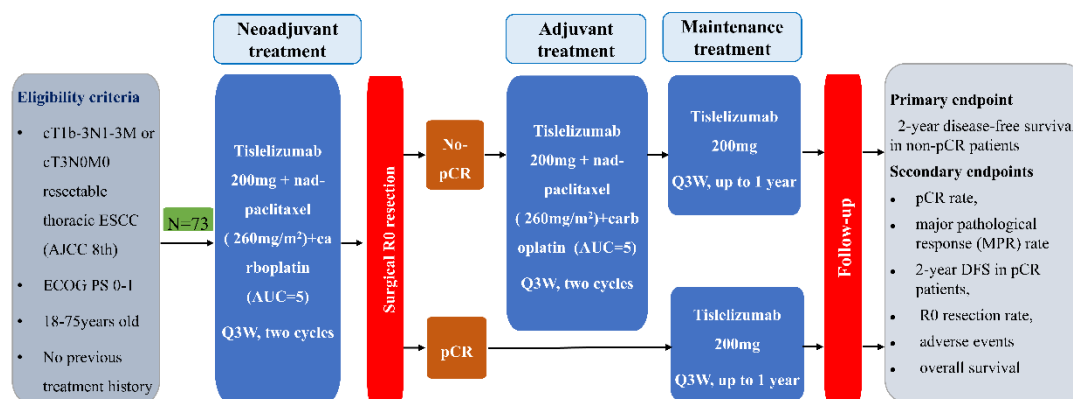 Neoadjuvant
treatment
Adjuvant
treatment
Maintenance
treatment
Eligibility criteria
• cT1b-3N1-3M or
cT3N0M0
resectable
thoracic ESCC
(AJCC 8th)
• ECOG PS 0-1
• 18-75years old
• No previous
treatment history
N=73
Tislelizumab
200mg + nad-
paclitaxel
( 260mg/m²)+ca
rboplatin
(AUC=5)
Q3W, two cycles
Surgical R0 resection
No-
pCR
pCR
Tislelizumab
200mg + nad-
paclitaxel
( 260mg/m²)+carb
oplatin (AUC=5)
Q3W, two cycles
Tislelizumab
200mg
Q3W, up to 1 year
Tislelizumab
200mg
Q3W, up to 1 year
Follow-up
Primary endpoint
2-year disease-free survival
in non-pCR patients
Secondary endpoints
• pCR rate,
• major pathological
response (MPR) rate
• 2-year DFS in pCR
patients,
• R0 resection rate,
• adverse events
• overall survival